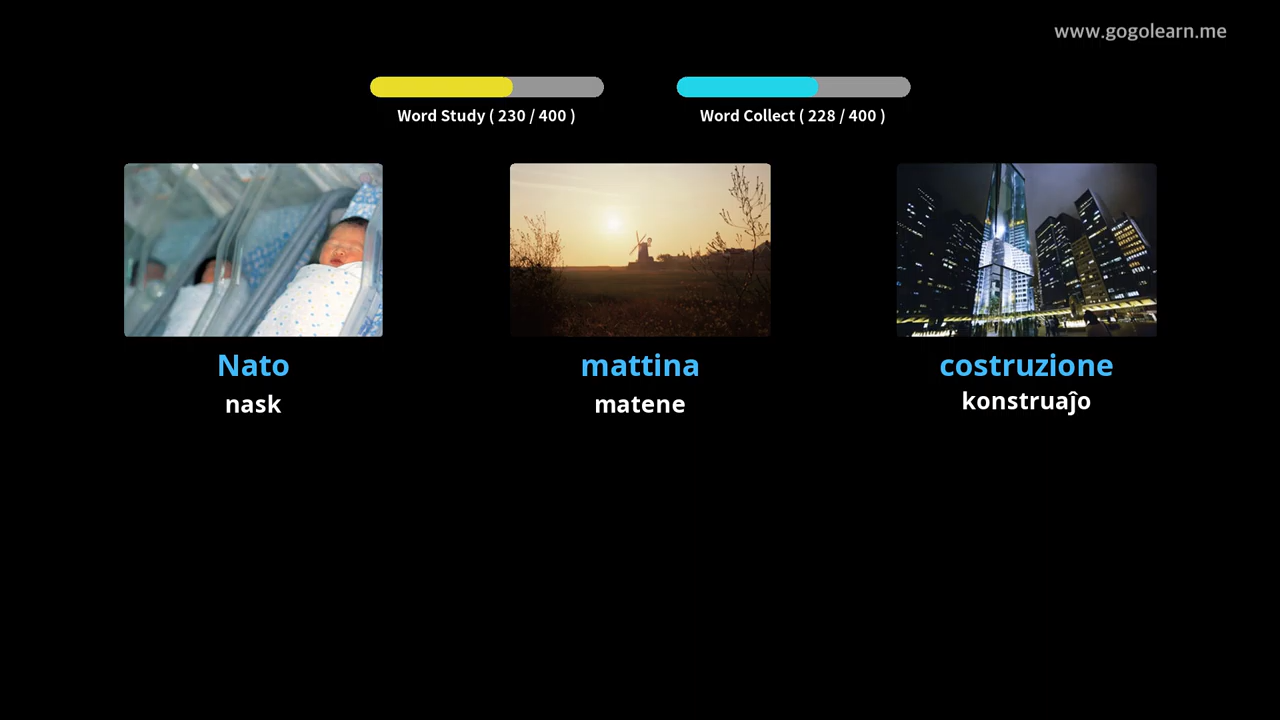 www.gogolearn.me
Word Study ( 230 / 400 )
Word Collect ( 228 / 400 )
Nato
nask
mattina
matene
costruzione
konstruaĵo